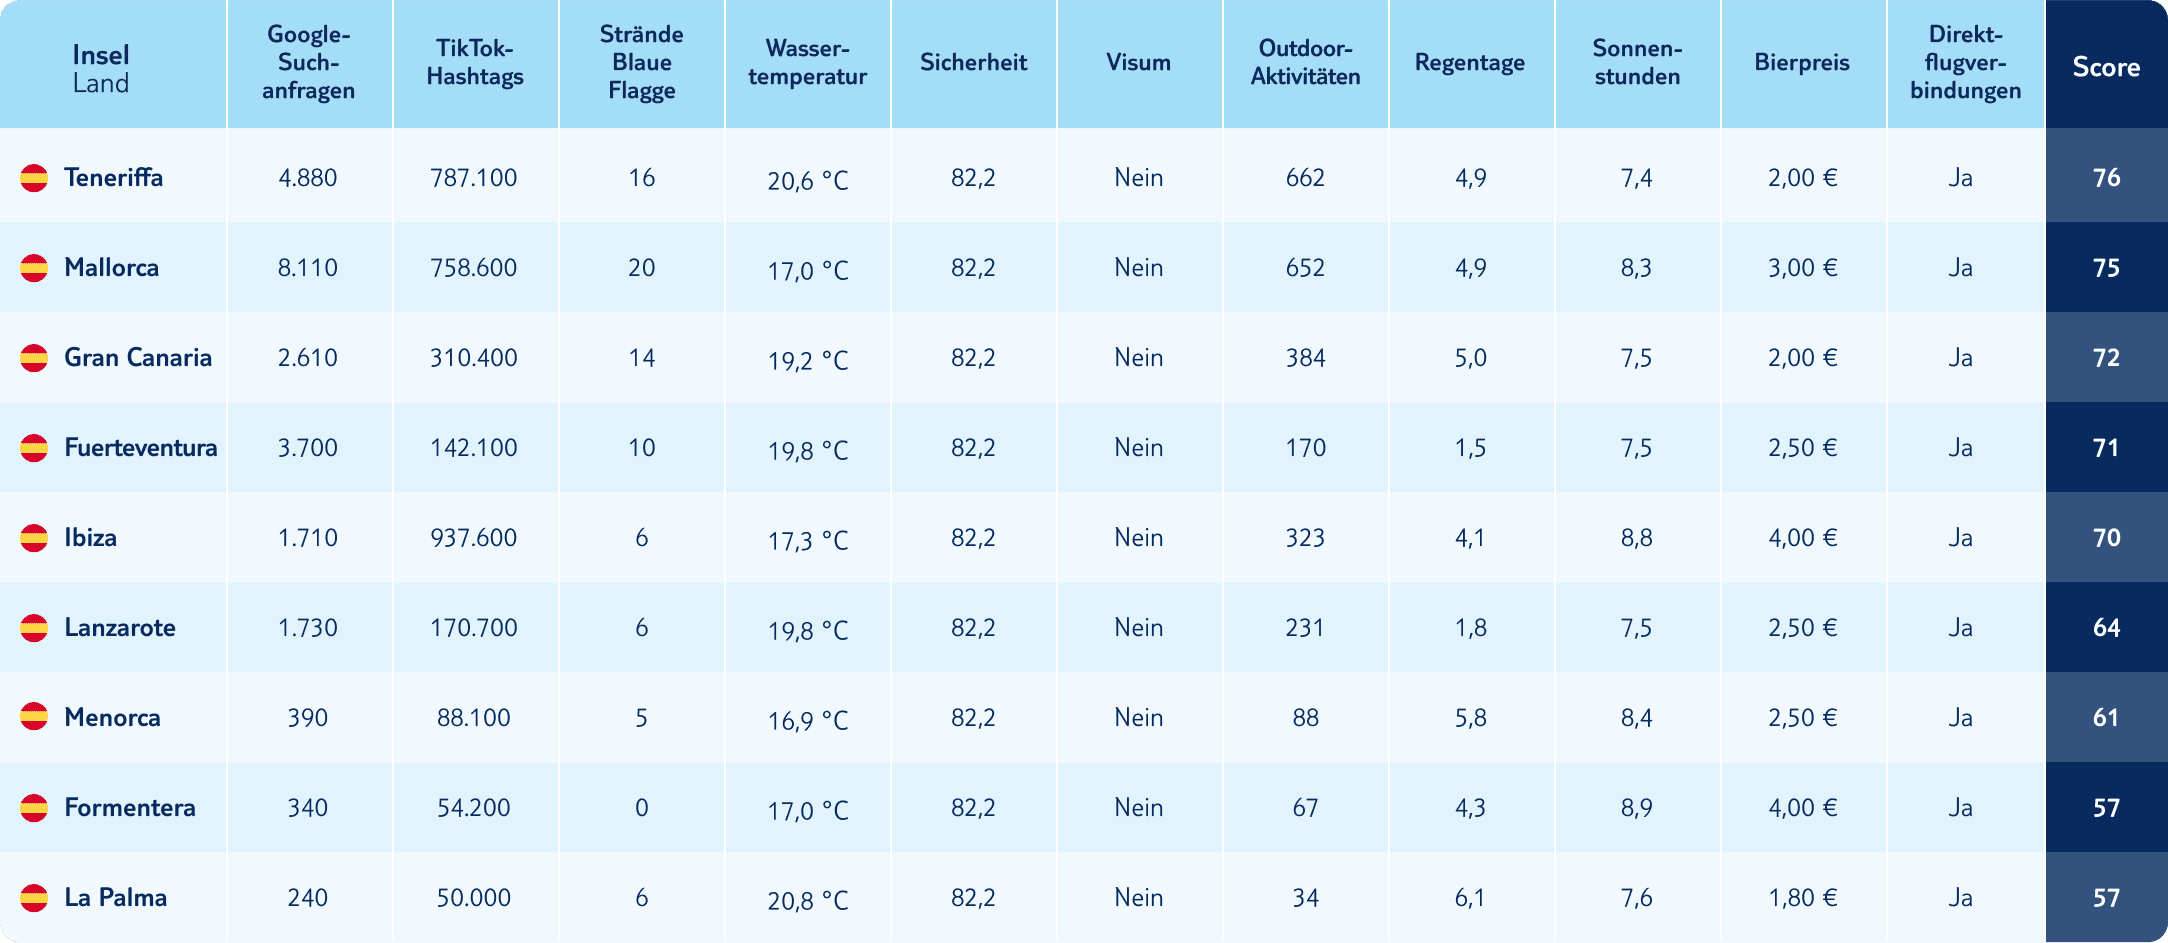 Insel
Land
Google-
Such-
anfragen
TikTok-
Hashtags
Strände
Blaue
Flagge
Wasser-
temperatur
Sicherheit
Visum
Outdoor-
Aktivitäten
Regentage
Sonnen-
stunden
Bierpreis
Direkt-
flugver-
bindungen
Score
Teneriffa 4.880 787.100 16 20,6 °C 82,2 Nein 662 4,9 7,4 2,00 € Ja 76
Mallorca 8.110 758.600 20 17,0 °C 82,2 Nein 652 4,9 8,3 3,00 € Ja 75
Gran Canaria 2.610 310.400 14 19,2 °C 82,2 Nein 384 5,0 7,5 2,00 € Ja 72
Fuerteventura 3.700 142.100 10 19,8 °C 82,2 Nein 170 1,5 7,5 2,50 € Ja 71
Ibiza 1.710 937.600 6 17,3 °C 82,2 Nein 323 4,1 8,8 4,00 € Ja 70
Lanzarote 1.730 170.700 6 19,8 °C 82,2 Nein 231 1,8 7,5 2,50 € Ja 64
Menorca 390 88.100 5 16,9 °C 82,2 Nein 88 5,8 8,4 2,50 € Ja 61
Formentera 340 54.200 0 17,0 °C 82,2 Nein 67 4,3 8,9 4,00 € Ja 57
La Palma 240 50.000 6 20,8 °C 82,2 Nein 34 6,1 7,6 1,80 € Ja 57